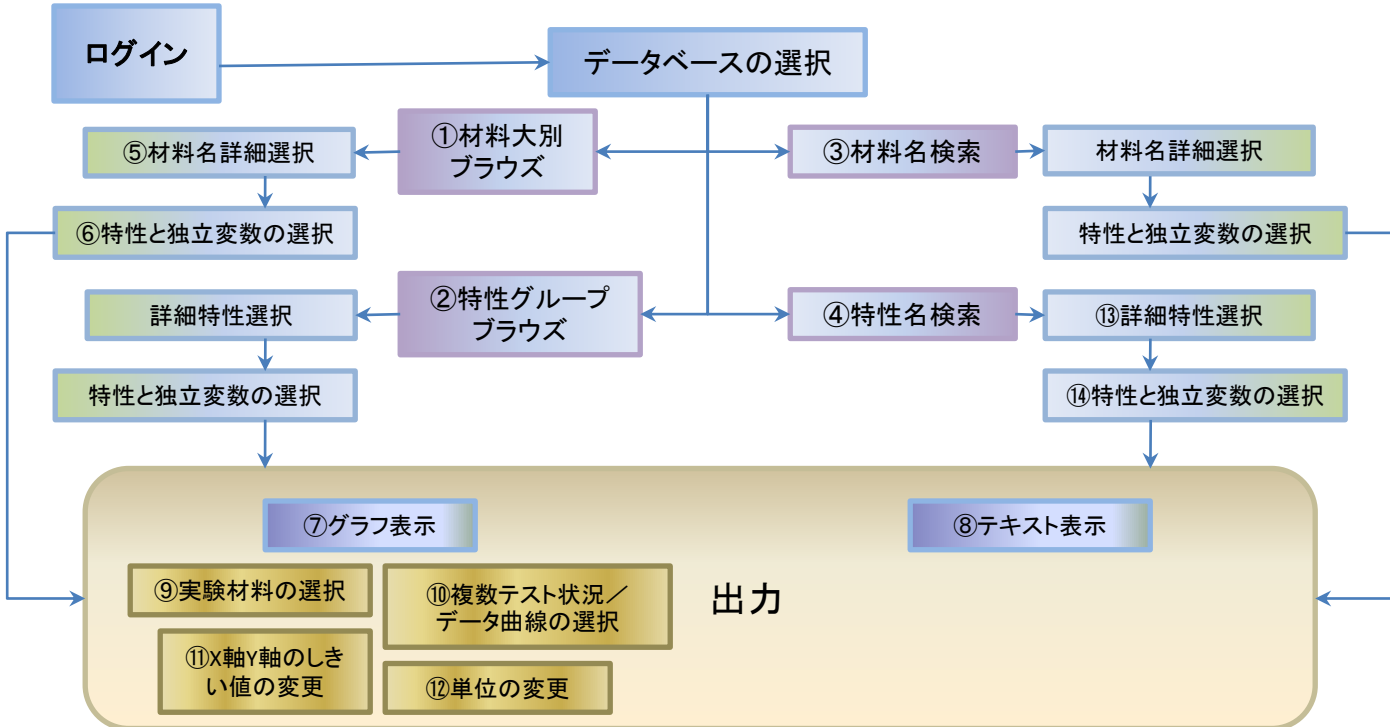 ログイン
データベースの選択
⑤材料名詳細選択
①材料大別
ブラウズ
③材料名検索
材料名詳細選択
⑥特性と独立変数の選択
特性と独立変数の選択
詳細特性選択
②特性グループ
ブラウズ
④特性名検索
⑬詳細特性選択
特性と独立変数の選択
⑭特性と独立変数の選択
⑦グラフ表示
⑧テキスト表示
⑨実験材料の選択
⑩複数テスト状況／
データ曲線の選択
出力
⑪X軸Y軸のしき
い値の変更
⑫単位の変更